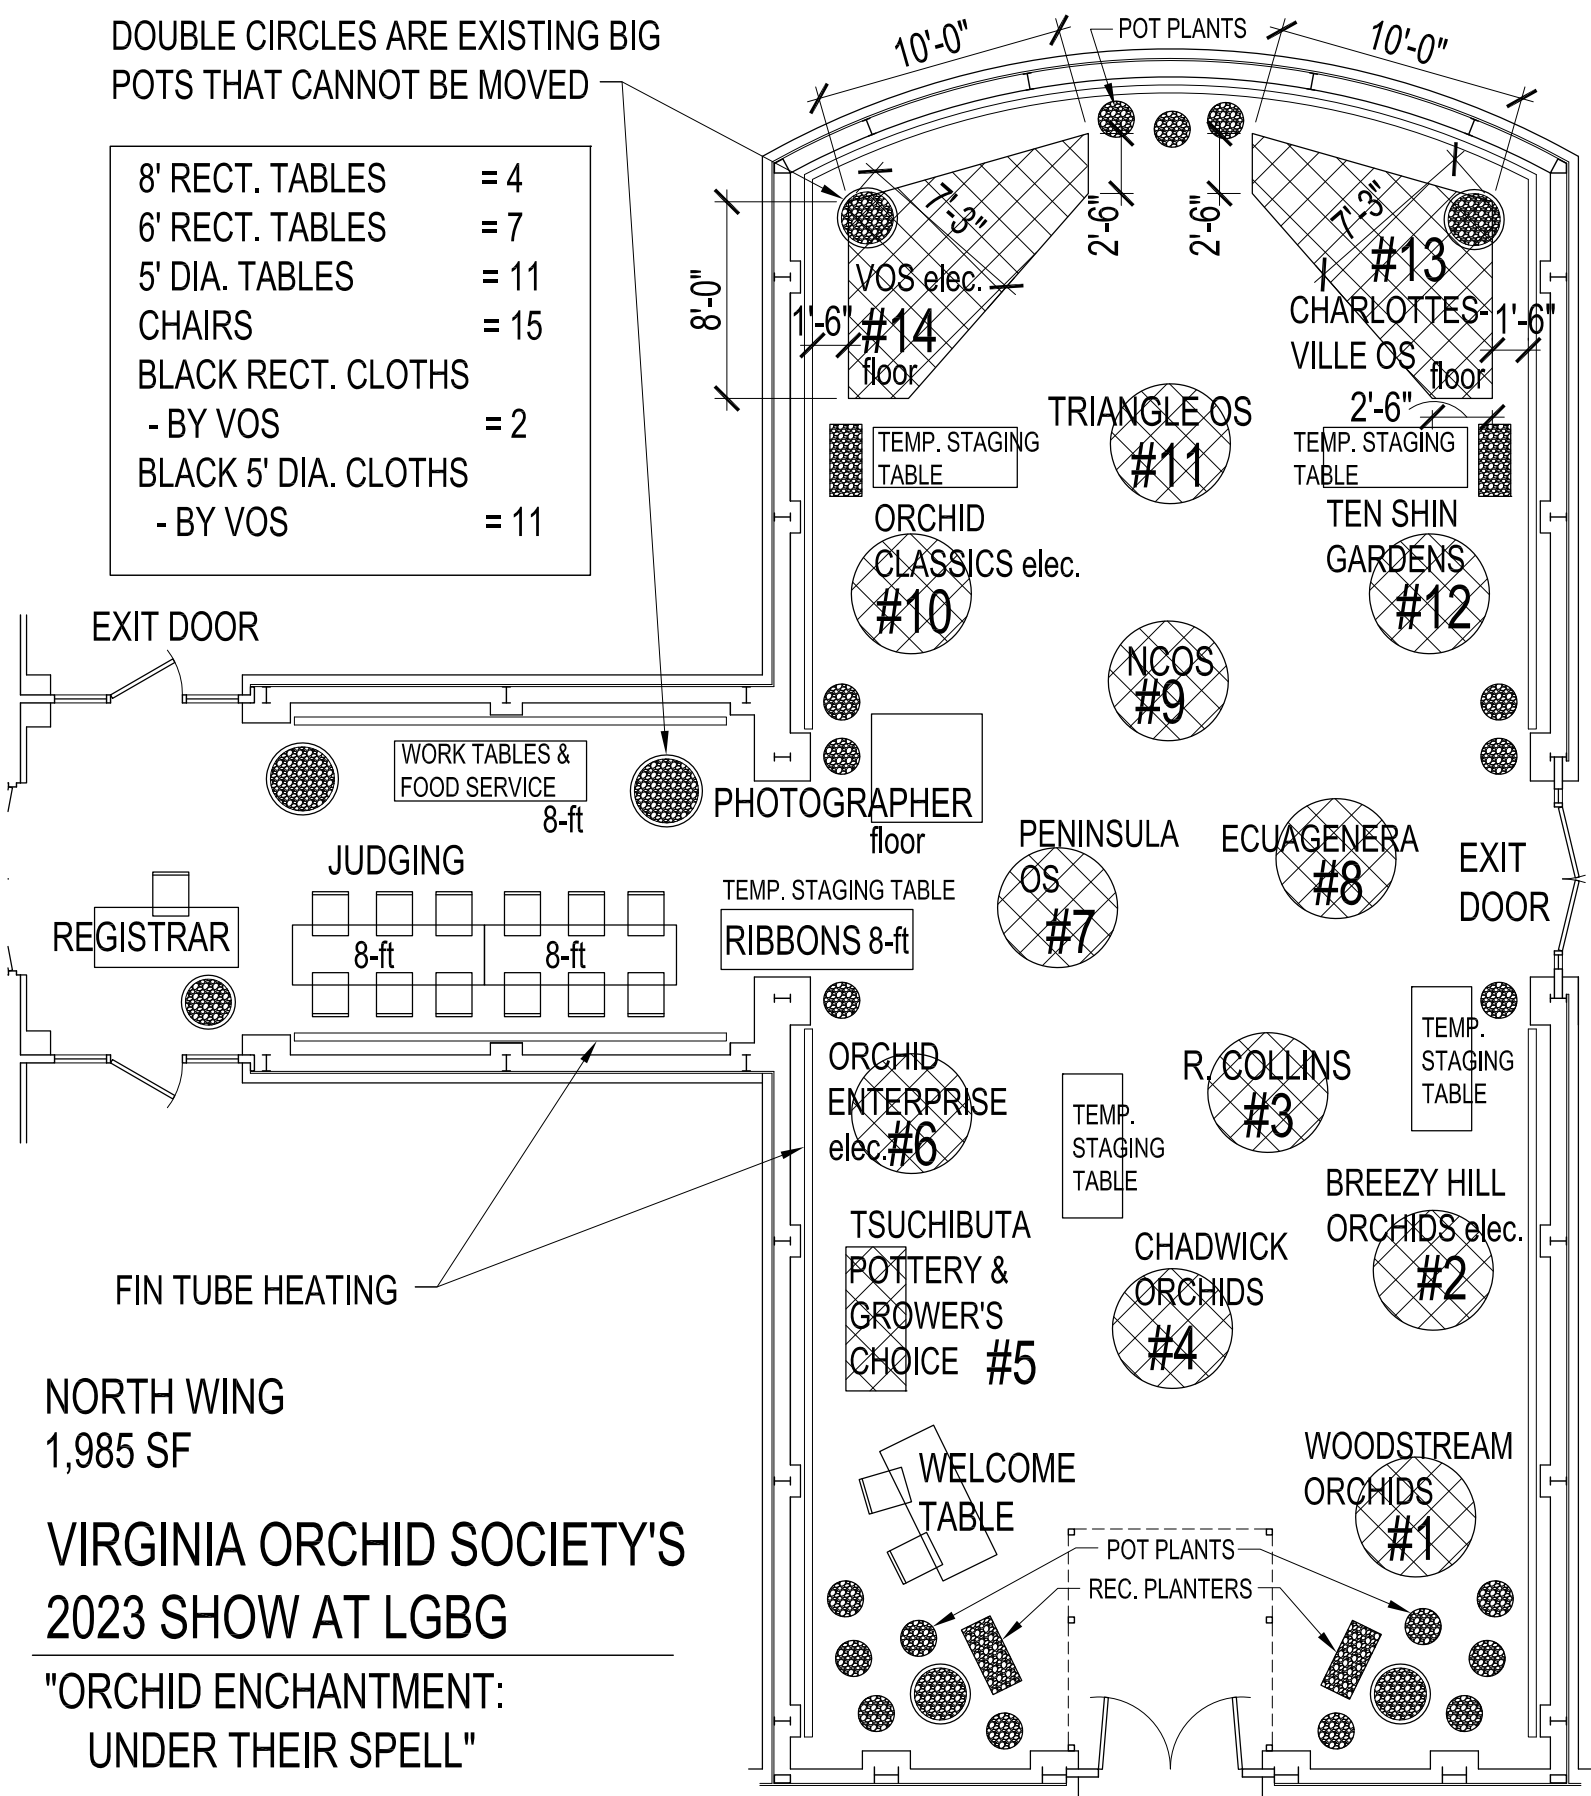 DOUBLE CIRCLES ARE EXISTING BIG
POTS THAT CANNOT BE MOVED
8' RECT. TABLES = 4
6' RECT. TABLES = 7
5' DIA. TABLES = 11
CHAIRS = 15
BLACK RECT. CLOTHS
- BY VOS = 2
BLACK 5' DIA. CLOTHS
- BY VOS = 11
10'-0"
POT PLANTS
10'-0"
7'-3"
2'-6"
2'-6"
7'-3"
8'-0"
1'-6"
VOS elec.
#14
floor
#13
CHARLOTTES-
VILLE OS
floor
1'-6"
2'-6"
TRIANGLE OS
#11
TEMP. STAGING
TABLE
TEMP. STAGING
TABLE
ORCHID
CLASSICS elec.
#10
TEN SHIN
GARDENS
#12
NCOS
#9
EXIT DOOR
WORK TABLES &
FOOD SERVICE
8-ft
PHOTOGRAPHER
floor
JUDGING
8-ft
8-ft
REGISTRAR
TEMP. STAGING TABLE
RIBBONS 8-ft
PENINSULA
OS
#7
ECUAGENERA
#8
EXIT
DOOR
ORCHID
ENTERPRISE
elec. #6
R. COLLINS
#3
TEMP.
STAGING
TABLE
TEMP.
STAGING
TABLE
BREEZY HILL
ORCHIDS elec.
#2
TSUCHIBUTA
POTTERY &
GROWER'S
CHOICE #5
CHADWICK
ORCHIDS
#4
FIN TUBE HEATING
WELCOME
TABLE
WOODSTREAM
ORCHIDS
#1
POT PLANTS
REC. PLANTERS
NORTH WING
1,985 SF
VIRGINIA ORCHID SOCIETY'S
2023 SHOW AT LGBG
"ORCHID ENCHANTMENT:
UNDER THEIR SPELL"